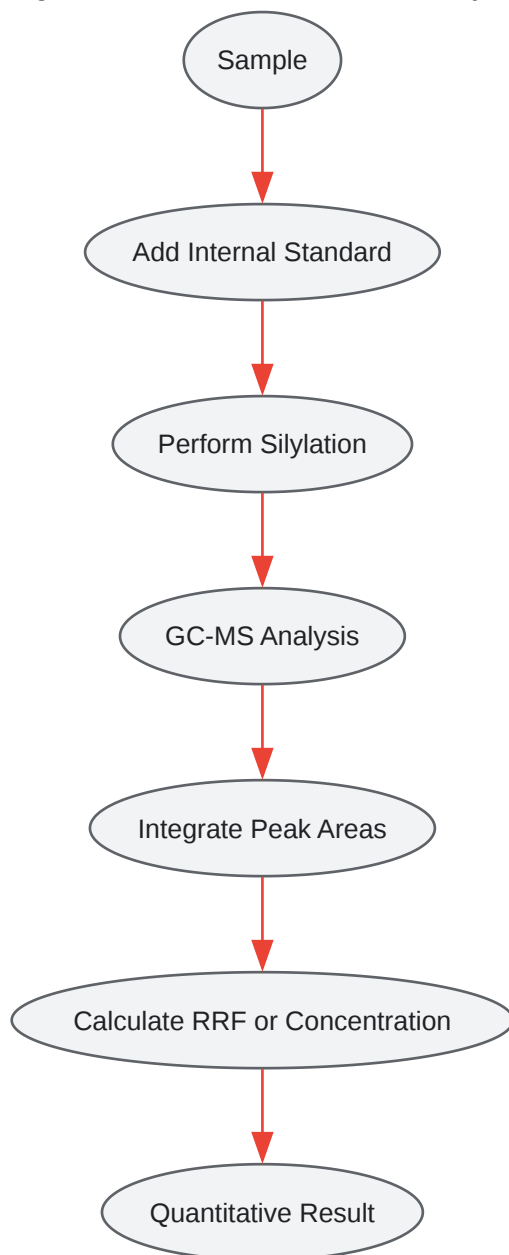 Sample
Add Internal Standard
Perform Silylation
GC-MS Analysis
Integrate Peak Areas
Calculate RRF or Concentration
Quantitative Result